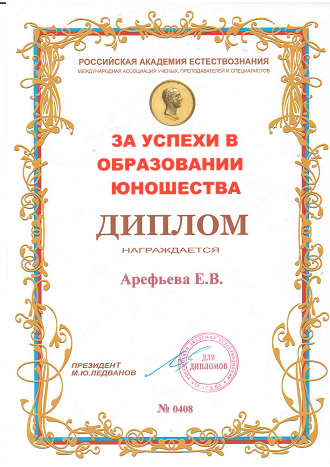 РОССИЙСКАЯ АКАДЕМИЯ ЕСТЕСТВОЗНАНИЯ
МЕЖДУНАРОДНАЯ АССОЦИАЦИЯ УЧЕНЫХ, ПРЕПОДАВАТЕЛЕЙ И СПЕЦИАЛИСТОВ
ЗА УСПЕХИ В
ОБРАЗОВАНИИ
ЮНОШЕСТВА
ДИПЛОМ
НАГРАЖДАЕТСЯ
Арефьева Е.В.
ПРЕЗИДЕНТ
М.Ю.ЛЕДВАНОВ
ДЛЯ
ДИПЛОМОВ
№ 0408